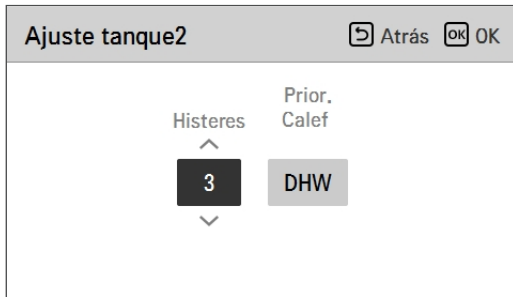 Ajuste tanque2
Atrás OK OK
Prior.
Histeres Calef
3 DHW